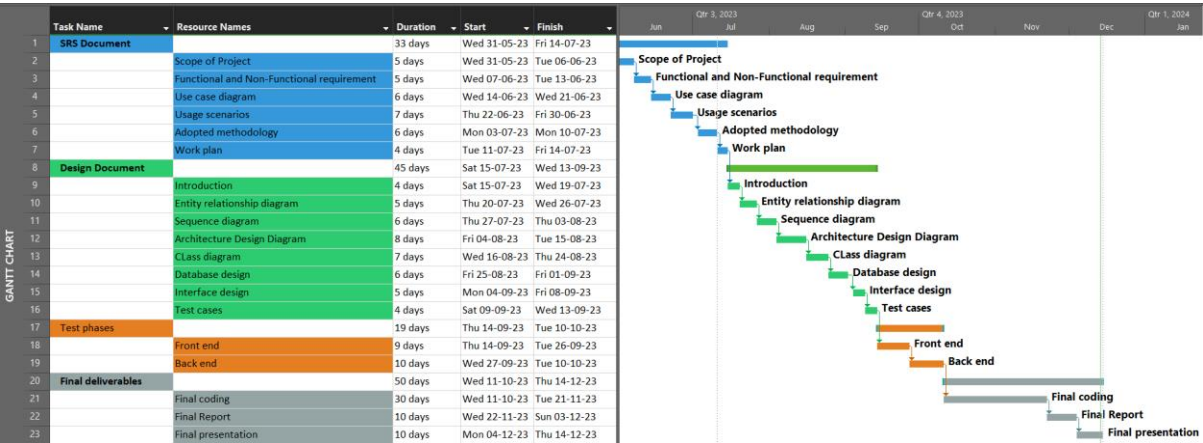 Qtr 3, 2023 Qtr 4, 2023 Qtr 1, 2024
Task Name Resource Names Duration Start Finish Jun Jul Aug Sep Oct Nov Dec Jan
1 SRS Document 33 days Wed 31-05-23 Fri 14-07-23
2 Scope of Project 5 days Wed 31-05-23 Tue 06-06-23 Scope of Project
3 Functional and Non-Functional requirement 5 days Wed 07-06-23 Tue 13-06-23 Functional and Non-Functional requirement
4 Use case diagram 6 days Wed 14-06-23 Wed 21-06-23 Use case diagram
5 Usage scenarios 7 days Thu 22-06-23 Fri 30-06-23 Usage scenarios
6 Adopted methodology 6 days Mon 03-07-23 Mon 10-07-23 Adopted methodology
7 Work plan 4 days Tue 11-07-23 Fri 14-07-23 Work plan
8 Design Document 45 days Sat 15-07-23 Wed 13-09-23
9 Introduction 4 days Sat 15-07-23 Wed 19-07-23 Introduction
10 Entity relationship diagram 5 days Thu 20-07-23 Wed 26-07-23 Entity relationship diagram
11 Sequence diagram 6 days Thu 27-07-23 Thu 03-08-23 Sequence diagram
12 Architecture Design Diagram 8 days Fri 04-08-23 Tue 15-08-23 Architecture Design Diagram
13 CLass diagram 7 days Wed 16-08-23 Thu 24-08-23 CLass diagram
14 Database design 6 days Fri 25-08-23 Fri 01-09-23 Database design
15 Interface design 5 days Mon 04-09-23 Fri 08-09-23 Interface design
16 Test cases 4 days Sat 09-09-23 Wed 13-09-23 Test cases
17 Test phases 19 days Thu 14-09-23 Tue 10-10-23
18 Front end 9 days Thu 14-09-23 Tue 26-09-23 Front end
19 Back end 10 days Wed 27-09-23 Tue 10-10-23 Back end
20 Final deliverables 50 days Wed 11-10-23 Thu 14-12-23
21 Final coding 30 days Wed 11-10-23 Tue 21-11-23 Final coding
22 Final Report 10 days Wed 22-11-23 Sun 03-12-23 Final Report
23 Final presentation 10 days Mon 04-12-23 Thu 14-12-23 Final presentation
GANTT CHART